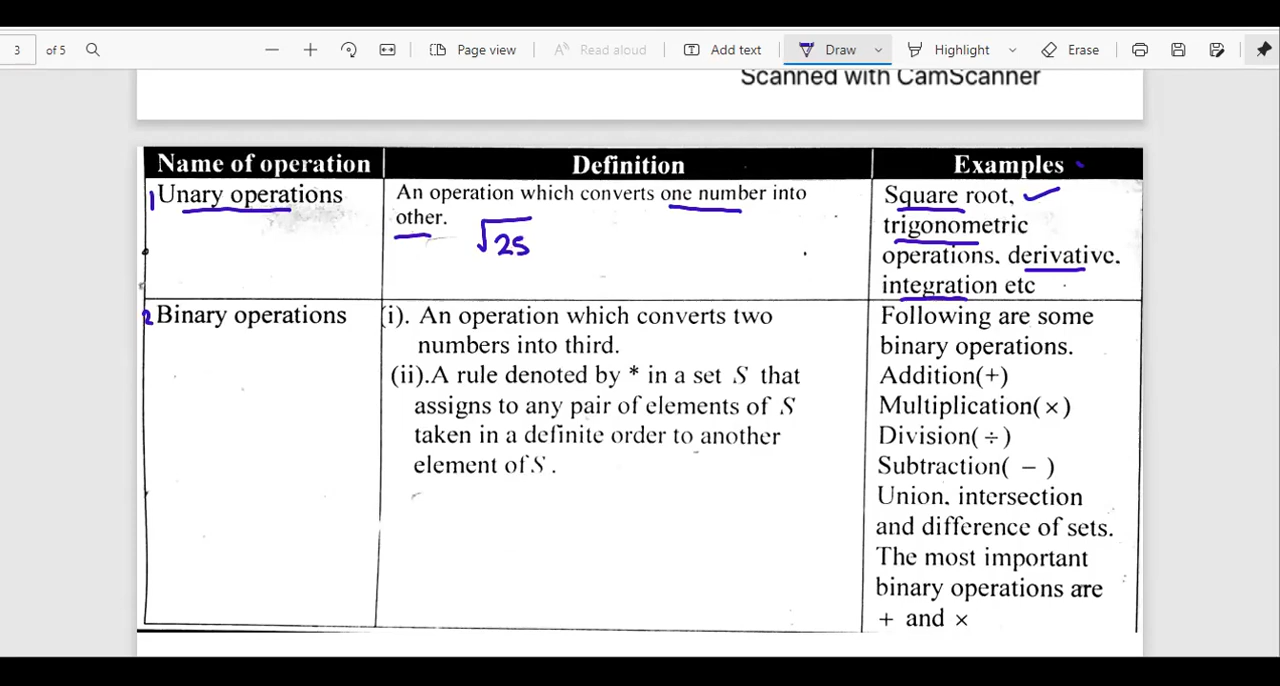 3 of 5 Page view Read aloud Add text Draw Highlight Erase
Scanned with CamScanner
Name of operation Definition Examples
1 Unary operations
An operation which converts one number into
other.
√25
Square root,
trigonometric
operations, derivative,
integration etc
2 Binary operations
(i). An operation which converts two
numbers into third.
(ii).A rule denoted by * in a set S that
assigns to any pair of elements of S
taken in a definite order to another
element of S.
Following are some
binary operations.
Addition(+)
Multiplication(×)
Division(÷)
Subtraction( − )
Union, intersection
and difference of sets.
The most important
binary operations are
+ and ×